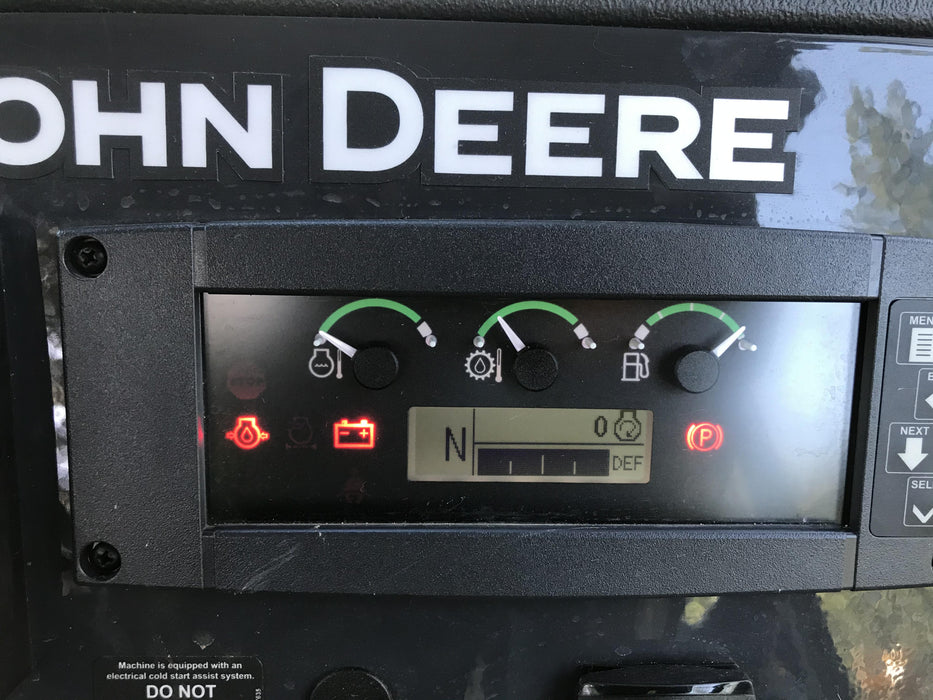 OHN DEERE
STOP
MEN
NEXT
SEL
N
0
DEF
P
Machine is equipped with an
electrical cold start assist system.
DO NOT